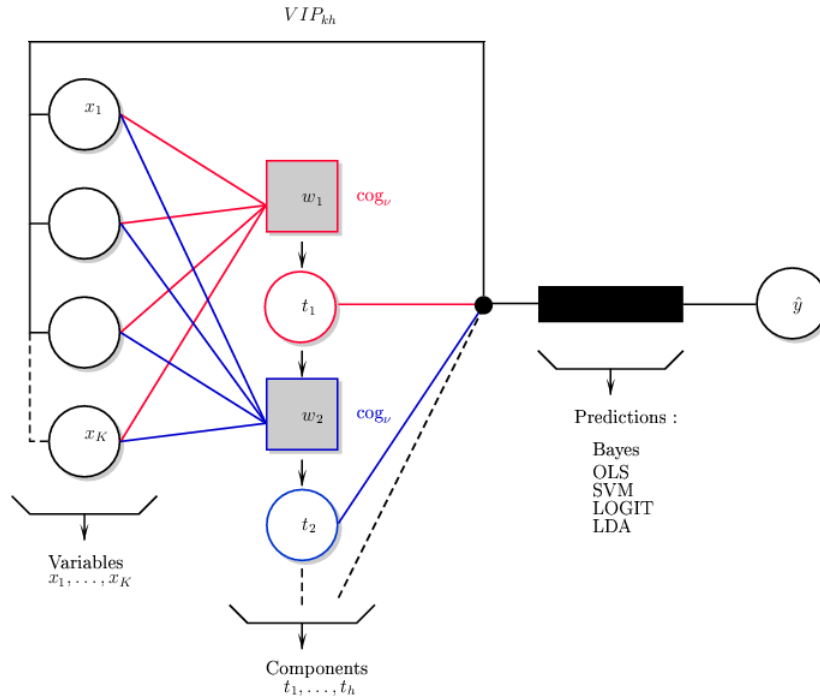 VIP_{kh}
x_1
w_1
cog_ν
t_1
ŷ
w_2
cog_ν
x_K
Predictions :
Bayes
OLS
SVM
LOGIT
LDA
t_2
Variables
x_1, . . . , x_K
Components
t_1, . . . , t_h